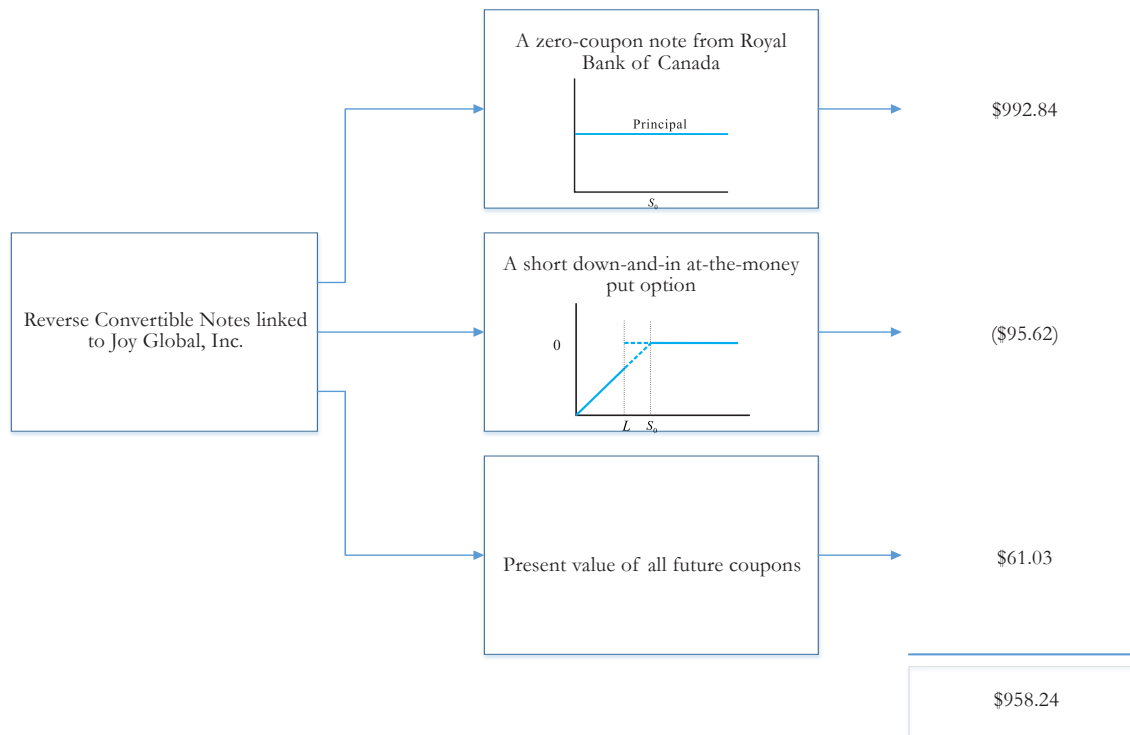 A zero-coupon note from Royal
Bank of Canada
Principal
S₀
$992.84
Reverse Convertible Notes linked
to Joy Global, Inc.
A short down-and-in at-the-money
put option
0
L S₀
($95.62)
Present value of all future coupons
$61.03
$958.24